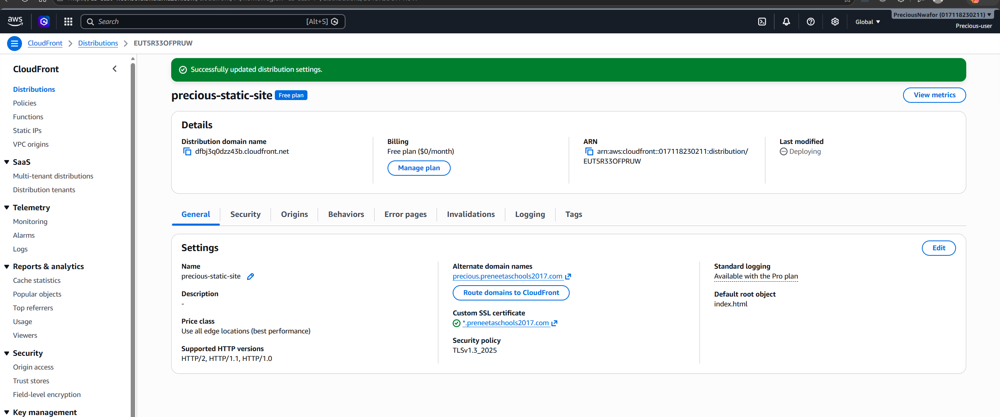 aws
Search
[Alt+S]
Global
PreciousNwafor (017118230211)
Precious-user
CloudFront
Distributions
EUT5R33OFPRUW
CloudFront
Distributions
Policies
Functions
Static IPs
VPC origins
SaaS
Multi-tenant distributions
Distribution tenants
Telemetry
Monitoring
Alarms
Logs
Reports & analytics
Cache statistics
Popular objects
Top referrers
Usage
Viewers
Security
Origin access
Trust stores
Field-level encryption
Key management
Successfully updated distribution settings.
precious-static-site
Free plan
View metrics
Details
Distribution domain name
dfbj3q0dzz43b.cloudfront.net
Billing
Free plan ($0/month)
Manage plan
ARN
arn:aws:cloudfront::017118230211:distribution/
EUT5R33OFPRUW
Last modified
Deploying
General
Security
Origins
Behaviors
Error pages
Invalidations
Logging
Tags
Settings
Edit
Name
precious-static-site
Description
-
Price class
Use all edge locations (best performance)
Supported HTTP versions
HTTP/2, HTTP/1.1, HTTP/1.0
Alternate domain names
precious.preneetaschools2017.com
Route domains to CloudFront
Custom SSL certificate
*.preneetaschools2017.com
Security policy
TLSv1.3_2025
Standard logging
Available with the Pro plan
Default root object
index.html